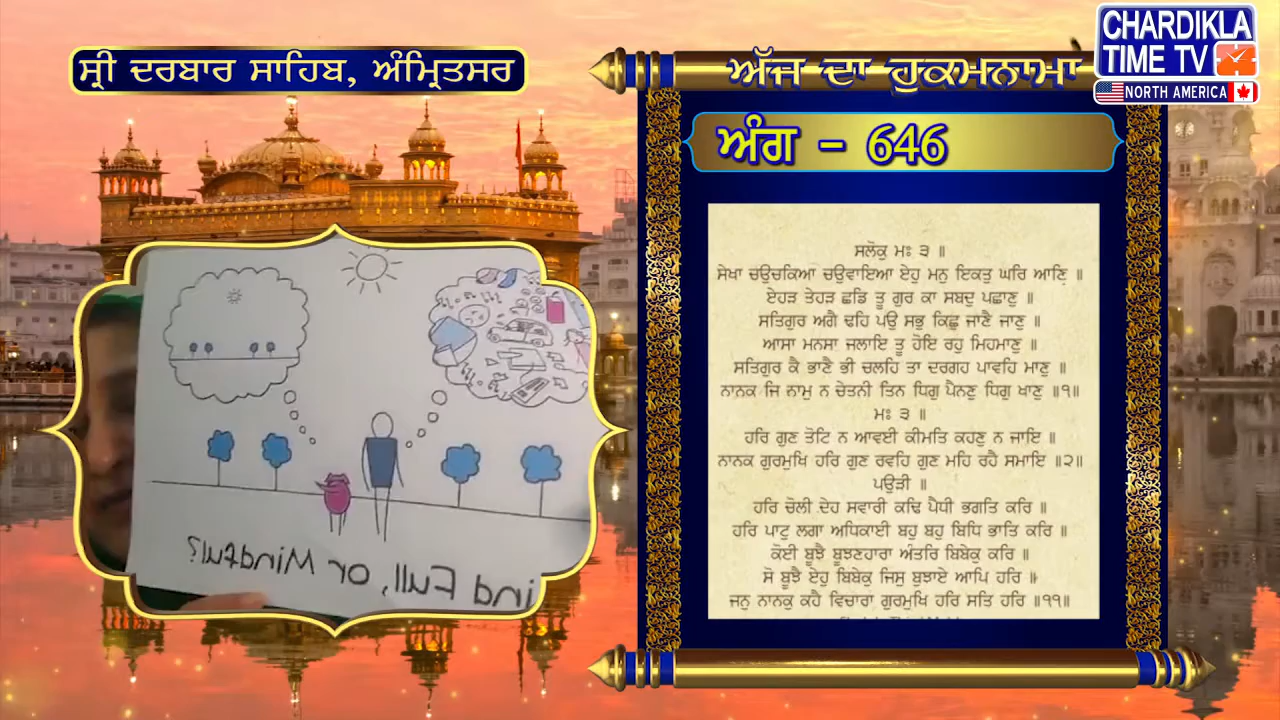 ਸ੍ਰੀ ਦਰਬਾਰ ਸਾਹਿਬ, ਅੰਮ੍ਰਿਤਸਰ
ਅੱਜ ਦਾ ਹੁਕਮਨਾਮਾ
CHARDIKLA
TIME TV
NORTH AMERICA
ਅੰਗ - 646
ਸਲੋਕੁ ਮਃ ੩ ॥
ਸੇਖਾ ਚਉਚਕਿਆ ਚਉਵਾਇਆ ਏਹੁ ਮਨੁ ਇਕਤੁ ਘਰਿ ਆਣਿ ॥
ਏਹੜ ਤੇਹੜ ਛਡਿ ਤੂ ਗੁਰ ਕਾ ਸਬਦੁ ਪਛਾਣੁ ॥
ਸਤਿਗੁਰ ਅਗੈ ਢਹਿ ਪਉ ਸਭੁ ਕਿਛੁ ਜਾਣੈ ਜਾਣੁ ॥
ਆਸਾ ਮਨਸਾ ਜਲਾਇ ਤੂ ਹੋਇ ਰਹੁ ਮਿਹਮਾਣੁ ॥
ਸਤਿਗੁਰ ਕੈ ਭਾਣੈ ਭੀ ਚਲਹਿ ਤਾ ਦਰਗਹ ਪਾਵਹਿ ਮਾਣੁ ॥
ਨਾਨਕ ਜਿ ਨਾਮੁ ਨ ਚੇਤਨੀ ਤਿਨ ਧਿਗੁ ਪੈਨਣੁ ਧਿਗੁ ਖਾਣੁ ॥੧॥
ਮਃ ੩ ॥
ਹਰਿ ਗੁਣ ਤੋਟਿ ਨ ਆਵਈ ਕੀਮਤਿ ਕਹਣੁ ਨ ਜਾਇ ॥
ਨਾਨਕ ਗੁਰਮੁਖਿ ਹਰਿ ਗੁਣ ਰਵਹਿ ਗੁਣ ਮਹਿ ਰਹੈ ਸਮਾਇ ॥੨॥
ਪਉੜੀ ॥
ਹਰਿ ਚੋਲੀ ਦੇਹ ਸਵਾਰੀ ਕਢਿ ਪੈਧੀ ਭਗਤਿ ਕਰਿ ॥
ਹਰਿ ਪਾਟੁ ਲਗਾ ਅਧਿਕਾਈ ਬਹੁ ਬਹੁ ਬਿਧਿ ਭਾਤਿ ਕਰਿ ॥
ਕੋਈ ਬੂਝੈ ਬੂਝਣਹਾਰਾ ਅੰਤਰਿ ਬਿਬੇਕੁ ਕਰਿ ॥
ਸੋ ਬੂਝੈ ਏਹੁ ਬਿਬੇਕੁ ਜਿਸੁ ਬੁਝਾਏ ਆਪਿ ਹਰਿ ॥
ਜਨੁ ਨਾਨਕੁ ਕਹੈ ਵਿਚਾਰਾ ਗੁਰਮੁਖਿ ਹਰਿ ਸਤਿ ਹਰਿ ॥੧੧॥
ind Full, or Mindful?